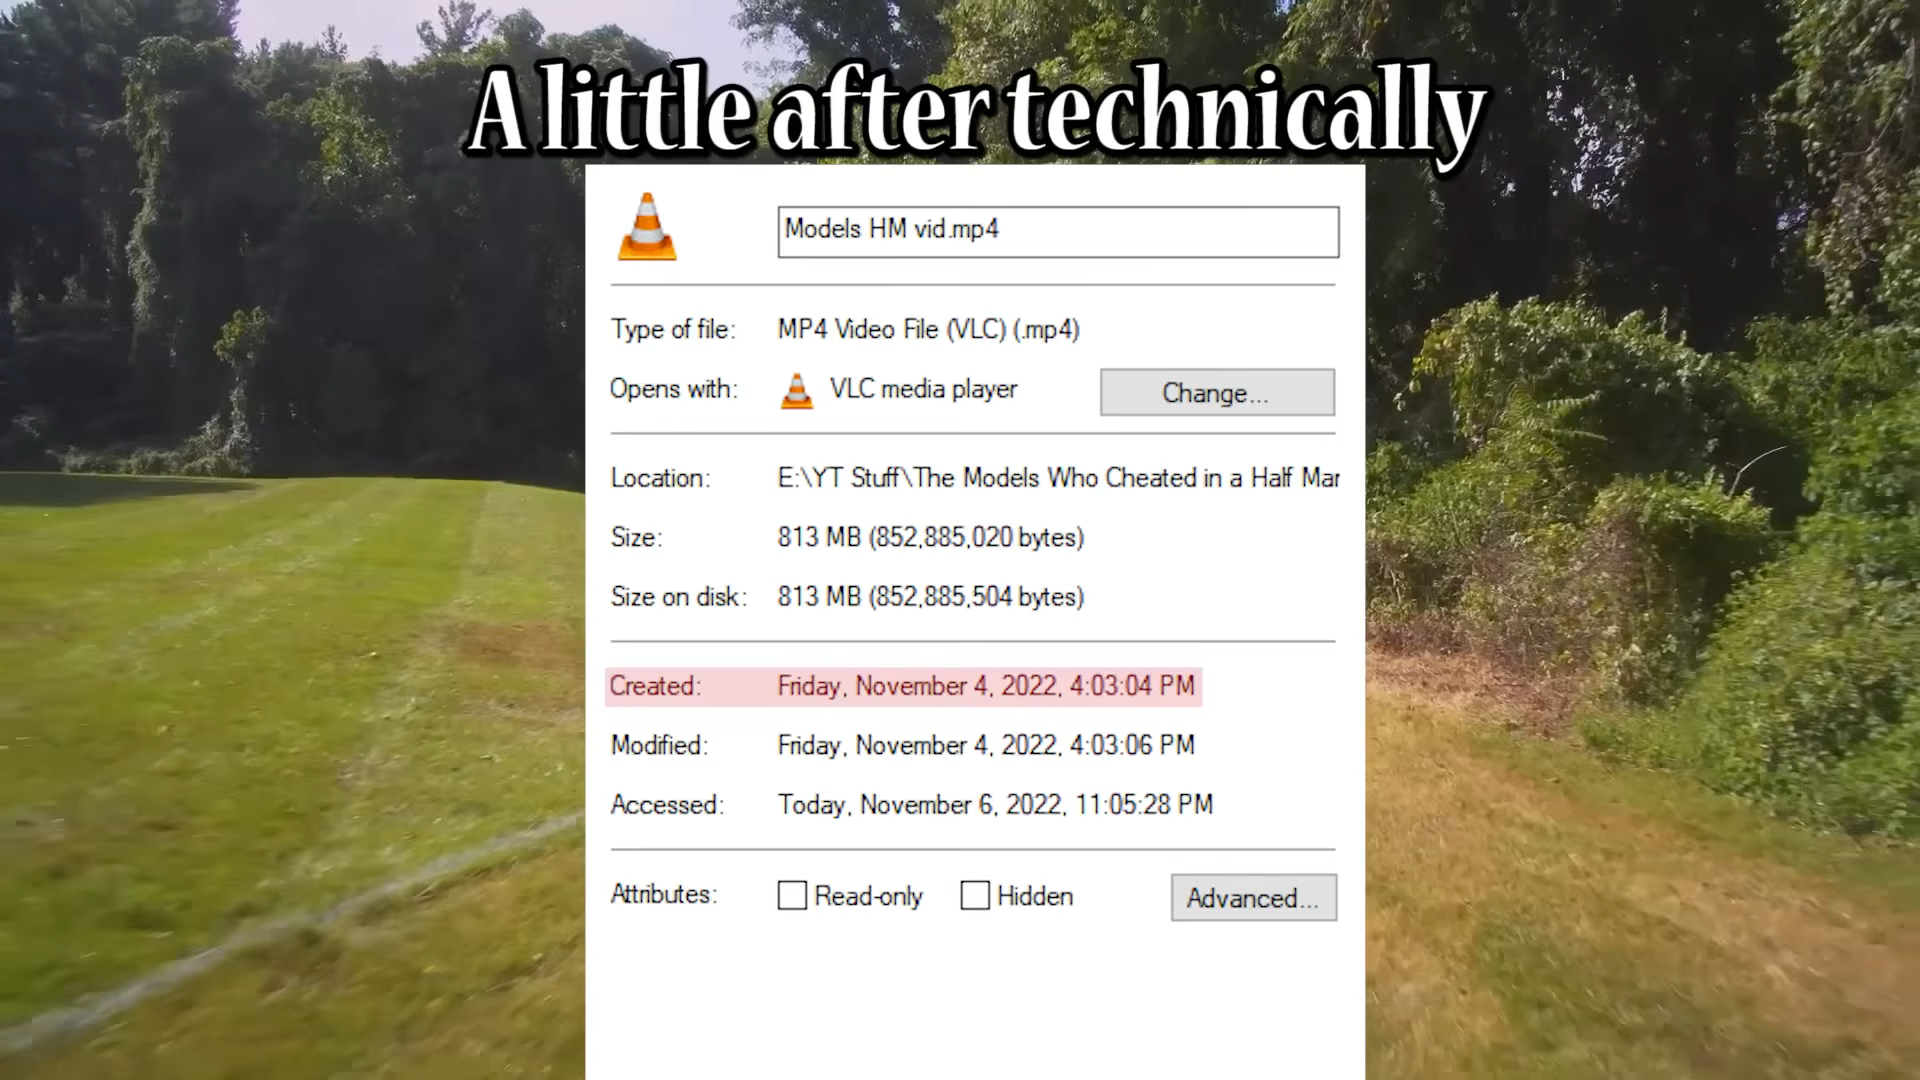 A little after technically
Models HM vid.mp4
Type of file: MP4 Video File (VLC) (.mp4)
Opens with: VLC media player Change...
Location: E:\YT Stuff\The Models Who Cheated in a Half Mar
Size: 813 MB (852,885,020 bytes)
Size on disk: 813 MB (852,885,504 bytes)
Created: Friday, November 4, 2022, 4:03:04 PM
Modified: Friday, November 4, 2022, 4:03:06 PM
Accessed: Today, November 6, 2022, 11:05:28 PM
Attributes: Read-only Hidden Advanced...